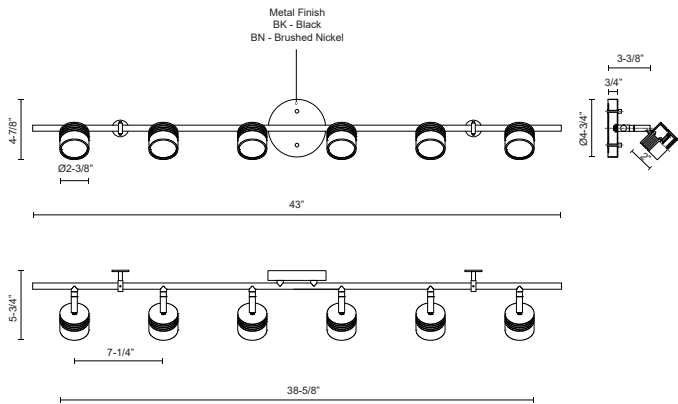 Metal Finish
BK - Black
BN - Brushed Nickel
4-7/8"
Ø2-3/8"
43"
3-3/8"
3/4"
Ø4-3/4"
2"
5-3/4"
7-1/4"
38-5/8"